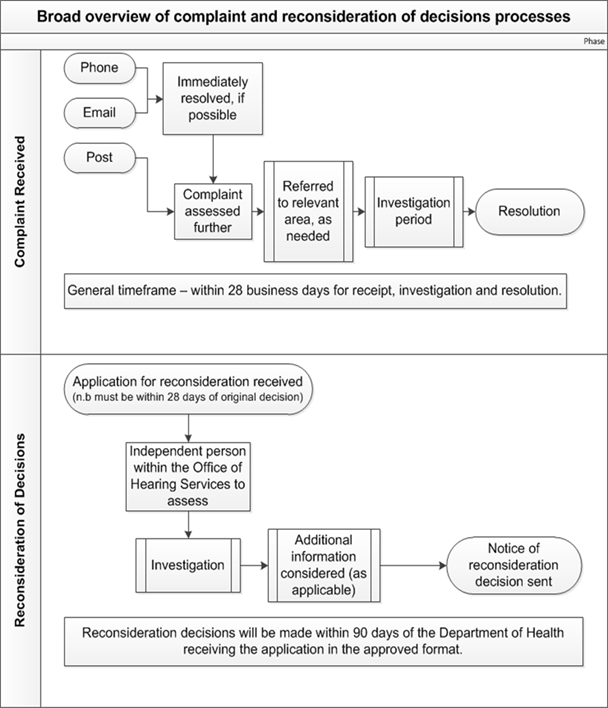 Broad overview of complaint and reconsideration of decisions processes
Phase
Complaint Received
Phone
Email
Post
Immediately
resolved, if
possible
Complaint
assessed
further
Referred
to relevant
area, as
needed
Investigation
period
Resolution
General timeframe – within 28 business days for receipt, investigation and resolution.
Reconsideration of Decisions
Application for reconsideration received
(n.b must be within 28 days of original decision)
Independent person
within the Office of
Hearing Services to
assess
Investigation
Additional
information
considered (as
applicable)
Notice of
reconsideration
decision sent
Reconsideration decisions will be made within 90 days of the Department of Health
receiving the application in the approved format.